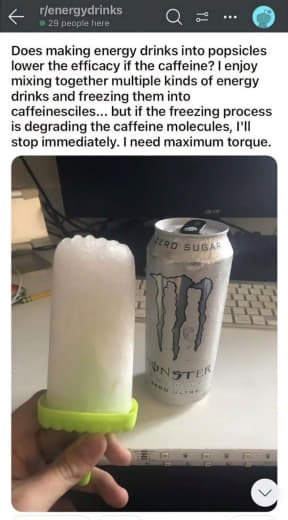 r/energydrinks
29 people here
Does making energy drinks into popsicles
lower the efficacy if the caffeine? I enjoy
mixing together multiple kinds of energy
drinks and freezing them into
caffeinesciles... but if the freezing process
is degrading the caffeine molecules, I'll
stop immediately. I need maximum torque.
ZERO SUGAR
MONSTER